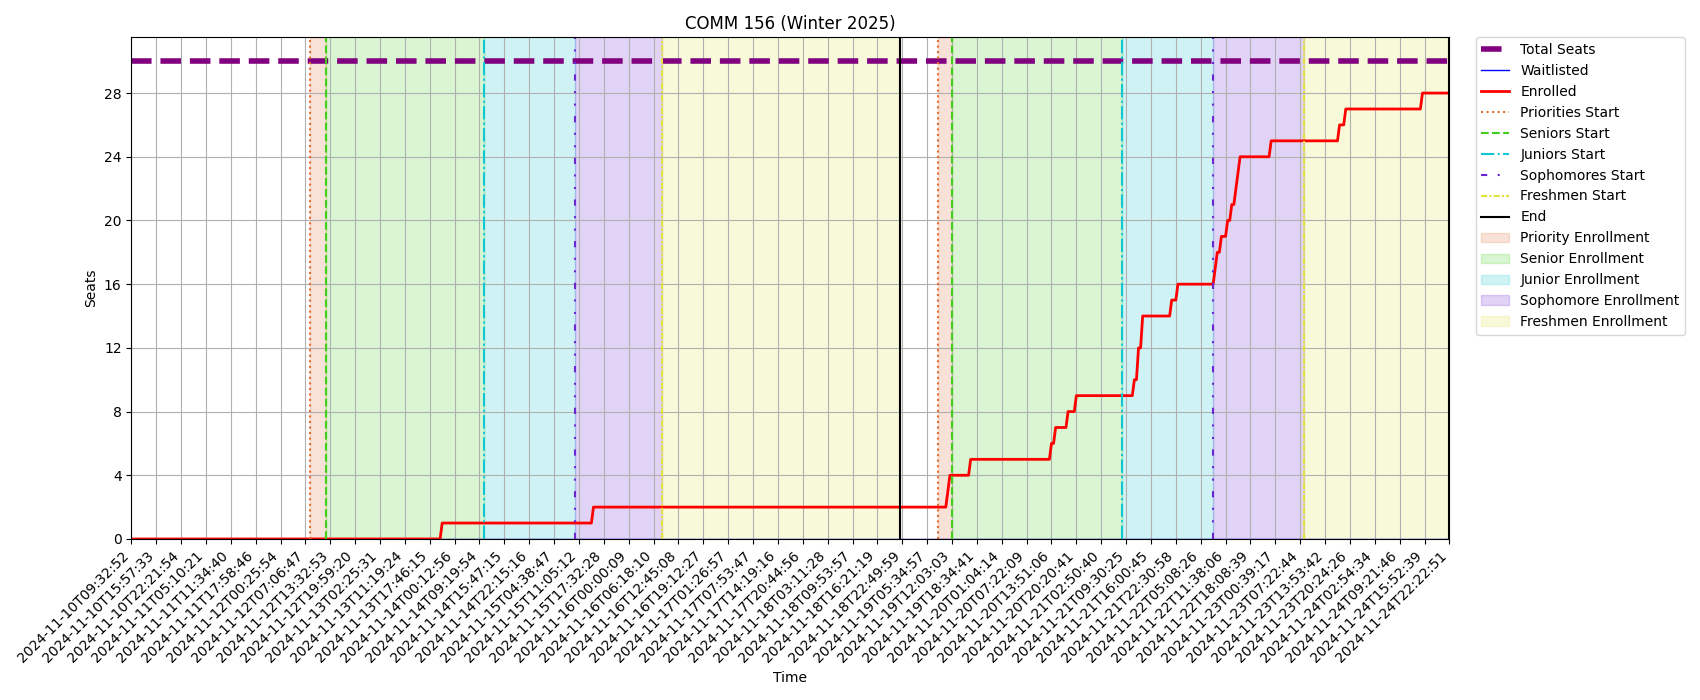 COMM 156 (Winter 2025)
Seats
28
24
20
16
12
8
4
0
2024-11-10T09:32:52
2024-11-10T15:57:33
2024-11-10T22:21:54
2024-11-11T05:10:21
2024-11-11T11:34:40
2024-11-11T17:58:46
2024-11-12T00:25:54
2024-11-12T07:06:47
2024-11-12T13:32:53
2024-11-12T19:59:20
2024-11-13T02:25:31
2024-11-13T11:19:24
2024-11-13T17:46:15
2024-11-14T00:12:56
2024-11-14T09:19:54
2024-11-14T15:47:15
2024-11-14T22:15:16
2024-11-15T04:38:47
2024-11-15T11:05:12
2024-11-15T17:32:28
2024-11-16T00:00:09
2024-11-16T06:18:10
2024-11-16T12:45:08
2024-11-16T19:12:27
2024-11-17T01:26:57
2024-11-17T07:53:47
2024-11-17T14:19:16
2024-11-17T20:44:56
2024-11-18T03:11:28
2024-11-18T09:53:57
2024-11-18T16:21:19
2024-11-18T22:49:59
2024-11-19T05:34:57
2024-11-19T12:03:03
2024-11-19T18:34:41
2024-11-20T01:04:14
2024-11-20T07:22:09
2024-11-20T13:51:06
2024-11-20T20:20:41
2024-11-21T02:50:40
2024-11-21T09:30:25
2024-11-21T16:00:45
2024-11-21T22:30:58
2024-11-22T05:08:26
2024-11-22T11:38:06
2024-11-22T18:08:39
2024-11-23T00:39:17
2024-11-23T07:22:44
2024-11-23T13:53:42
2024-11-23T20:24:26
2024-11-24T02:54:34
2024-11-24T09:21:46
2024-11-24T15:52:39
2024-11-24T22:22:51
Time
Total Seats
Waitlisted
Enrolled
Priorities Start
Seniors Start
Juniors Start
Sophomores Start
Freshmen Start
End
Priority Enrollment
Senior Enrollment
Junior Enrollment
Sophomore Enrollment
Freshmen Enrollment